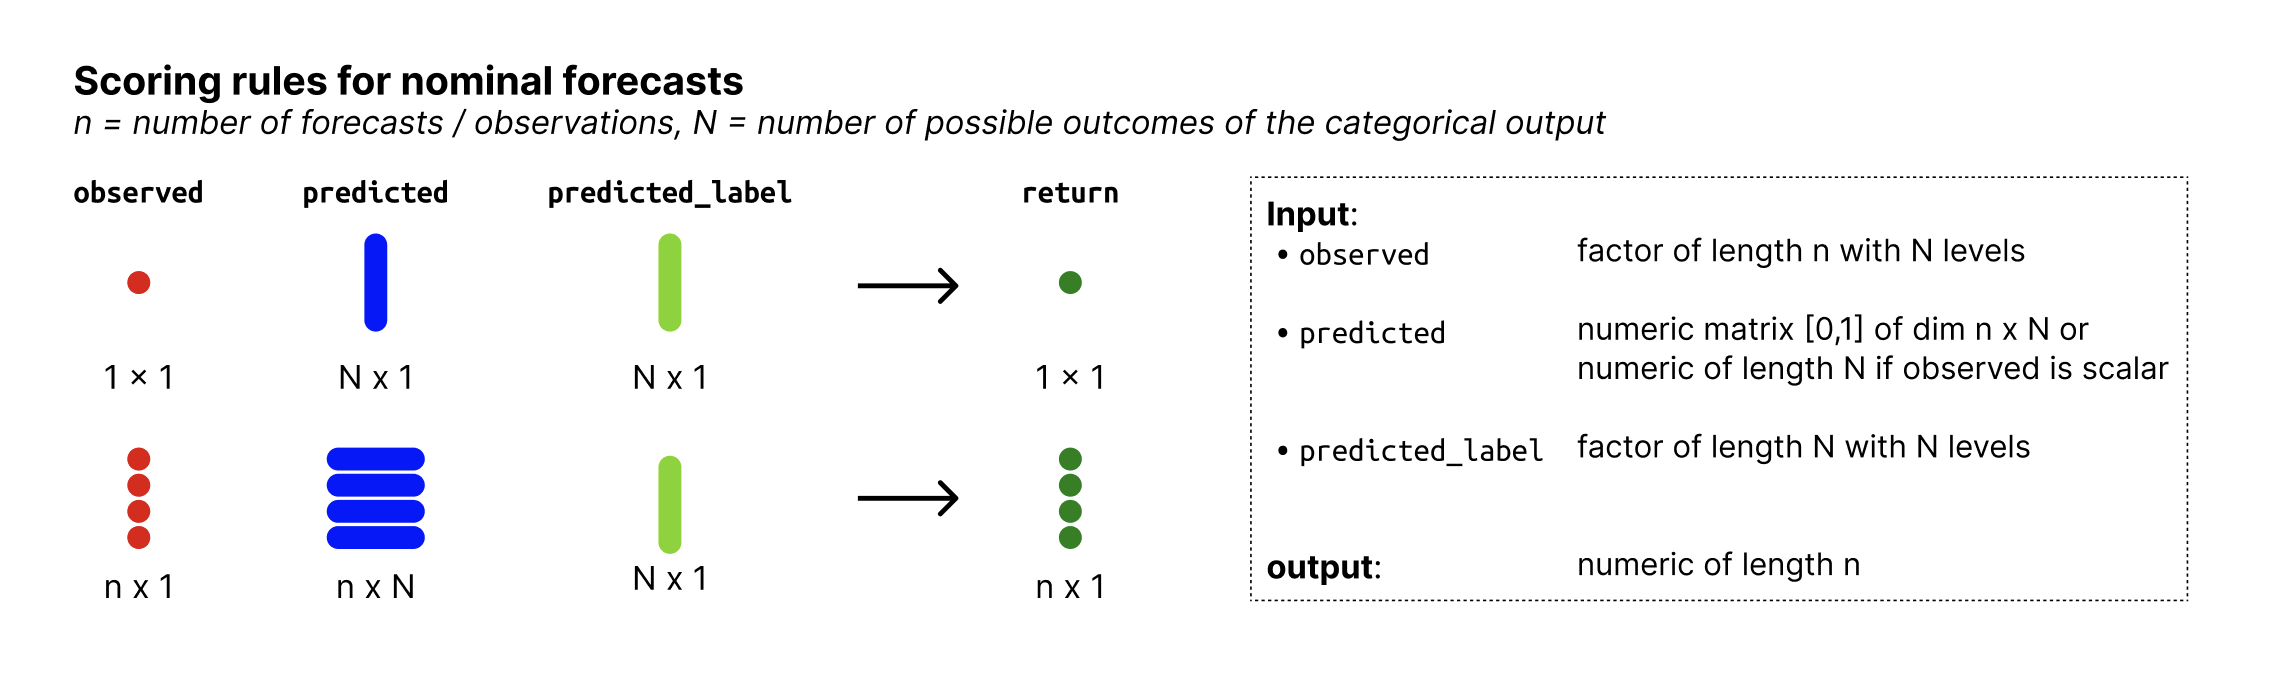 Scoring rules for nominal forecasts
n = number of forecasts / observations, N = number of possible outcomes of the categorical output
observed predicted predicted_label return
1 × 1 N x 1 N x 1 1 × 1
n x 1 n x N N x 1 n x 1
Input:
• observed factor of length n with N levels
• predicted numeric matrix [0,1] of dim n x N or
numeric of length N if observed is scalar
• predicted_label factor of length N with N levels
output: numeric of length n